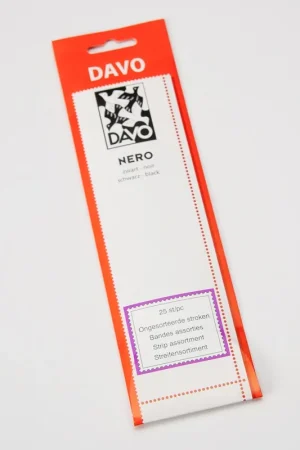 DAVO
DAVO
NERO
zwart - noir
schwarz - black
25 st/pc
Ongesorteerde stroken
Bandes assorties
Strip assortment
Streifensortiment